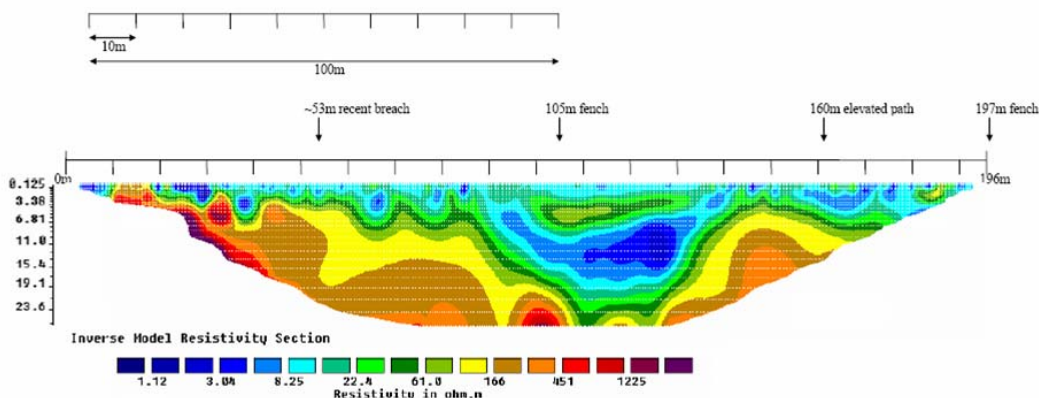 10m
100m
~53m recent breach
105m fench
160m elevated path
197m fench
0m
196m
0.125
3.38
6.81
11.0
15.4
19.1
23.6
Inverse Model Resistivity Section
1.12 3.04 8.25 22.4 61.0 166 451 1225
Resistivity in ohm.m